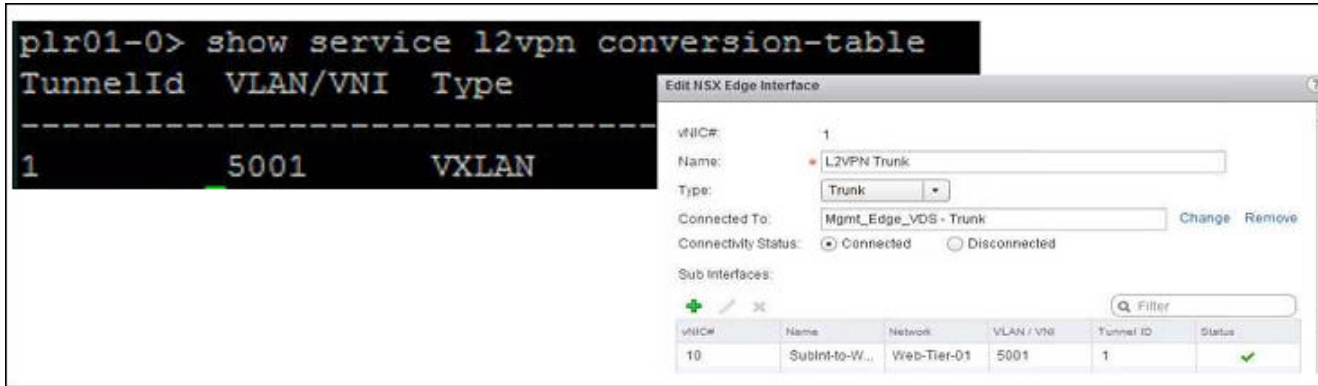 plr01-0> show service l2vpn conversion-table
TunnelId VLAN/VNI Type
------------------------------------
1 5001 VXLAN
Edit NSX Edge Interface
?
vNIC#: 1
Name: * L2VPN Trunk
Type: Trunk
Connected To: Mgmt_Edge_VDS - Trunk Change Remove
Connectivity Status: Connected Disconnected
Sub Interfaces:
Filter
vNIC# Name Network VLAN / VNI Tunnel ID Status
10 SubInt-to-W... Web-Tier-01 5001 1